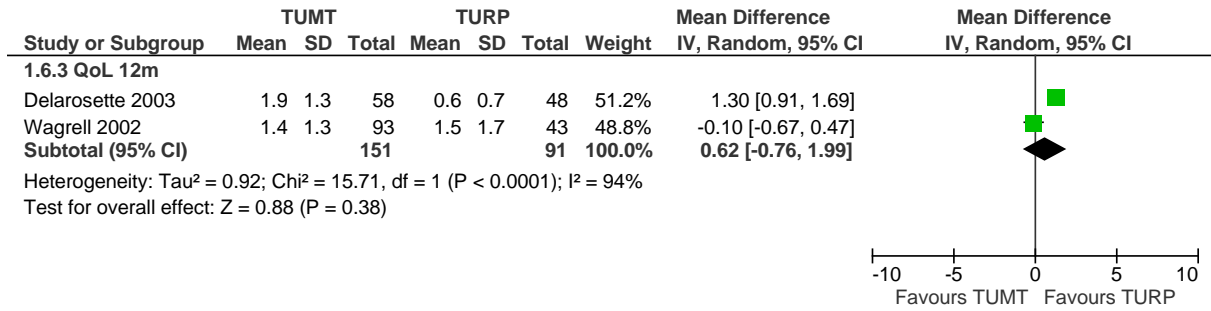 TUMT TURP Mean Difference Mean Difference
Study or Subgroup Mean SD Total Mean SD Total Weight IV, Random, 95% CI IV, Random, 95% CI
1.6.3 QoL 12m
Delarosette 2003 1.9 1.3 58 0.6 0.7 48 51.2% 1.30 [0.91, 1.69]
Wagrell 2002 1.4 1.3 93 1.5 1.7 43 48.8% -0.10 [-0.67, 0.47]
Subtotal (95% CI) 151 91 100.0% 0.62 [-0.76, 1.99]
Heterogeneity: Tau² = 0.92; Chi² = 15.71, df = 1 (P < 0.0001); I² = 94%
Test for overall effect: Z = 0.88 (P = 0.38)
-10 -5 0 5 10
Favours TUMT Favours TURP